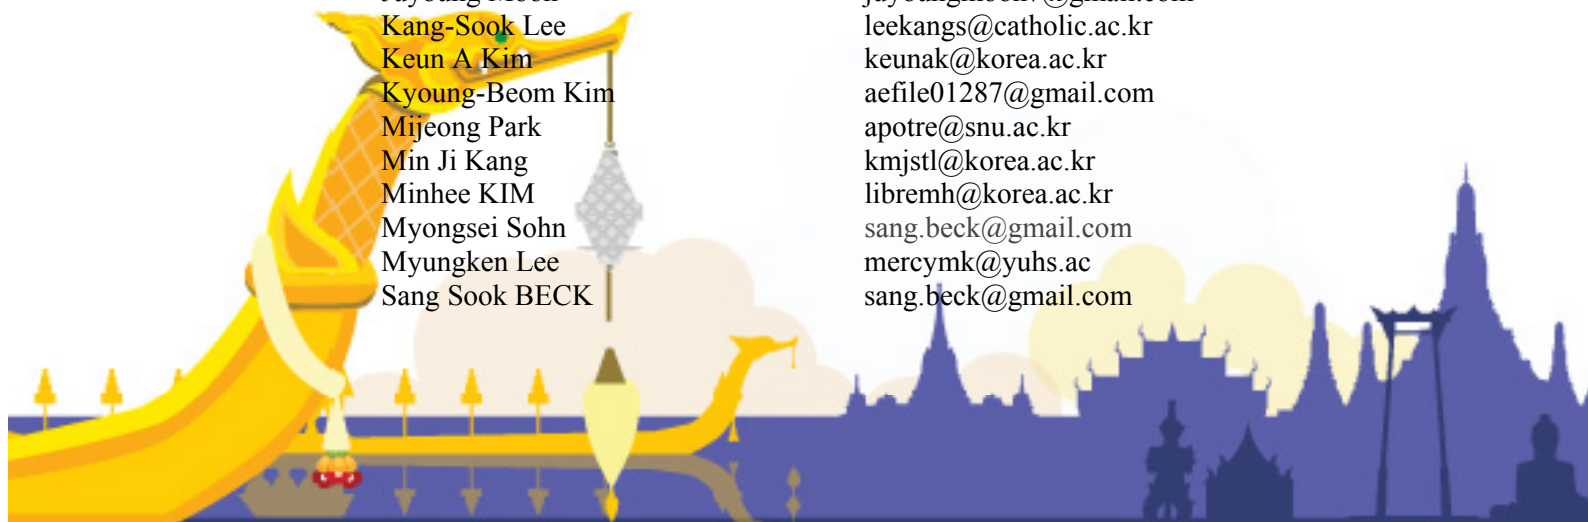 Kang-Sook Lee leekangs@catholic.ac.kr
Keun A Kim keunak@korea.ac.kr
Kyoung-Beom Kim aefile01287@gmail.com
Mijeong Park apotre@snu.ac.kr
Min Ji Kang kmjstl@korea.ac.kr
Minhee KIM libremh@korea.ac.kr
Myongsei Sohn sang.beck@gmail.com
Myungken Lee mercymk@yuhs.ac
Sang Sook BECK sang.beck@gmail.com